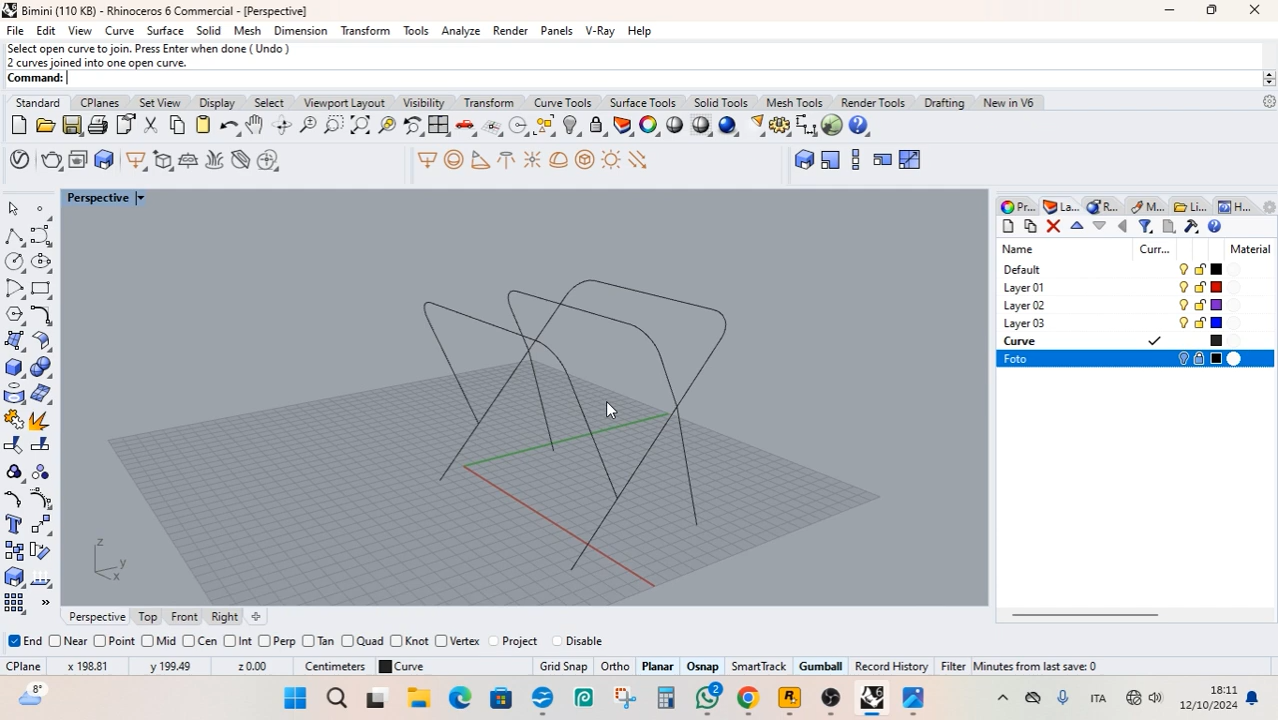 Bimini (110 KB) - Rhinoceros 6 Commercial - [Perspective]
File Edit View Curve Surface Solid Mesh Dimension Transform Tools Analyze Render Panels V-Ray Help
Select open curve to join. Press Enter when done ( Undo )
2 curves joined into one open curve.
Command:
Standard CPlanes Set View Display Select Viewport Layout Visibility Transform Curve Tools Surface Tools Solid Tools Mesh Tools Render Tools Drafting New in V6
Perspective
Pr... La... R... M... Li... H...
Name Curr... Material
Default
Layer 01
Layer 02
Layer 03
Curve
Foto
z
y
x
Perspective Top Front Right
End Near Point Mid Cen Int Perp Tan Quad Knot Vertex Project Disable
CPlane x 198.81 y 199.49 z 0.00 Centimeters Curve Grid Snap Ortho Planar Osnap SmartTrack Gumball Record History Filter Minutes from last save: 0
8° 2 ITA 18:11
12/10/2024